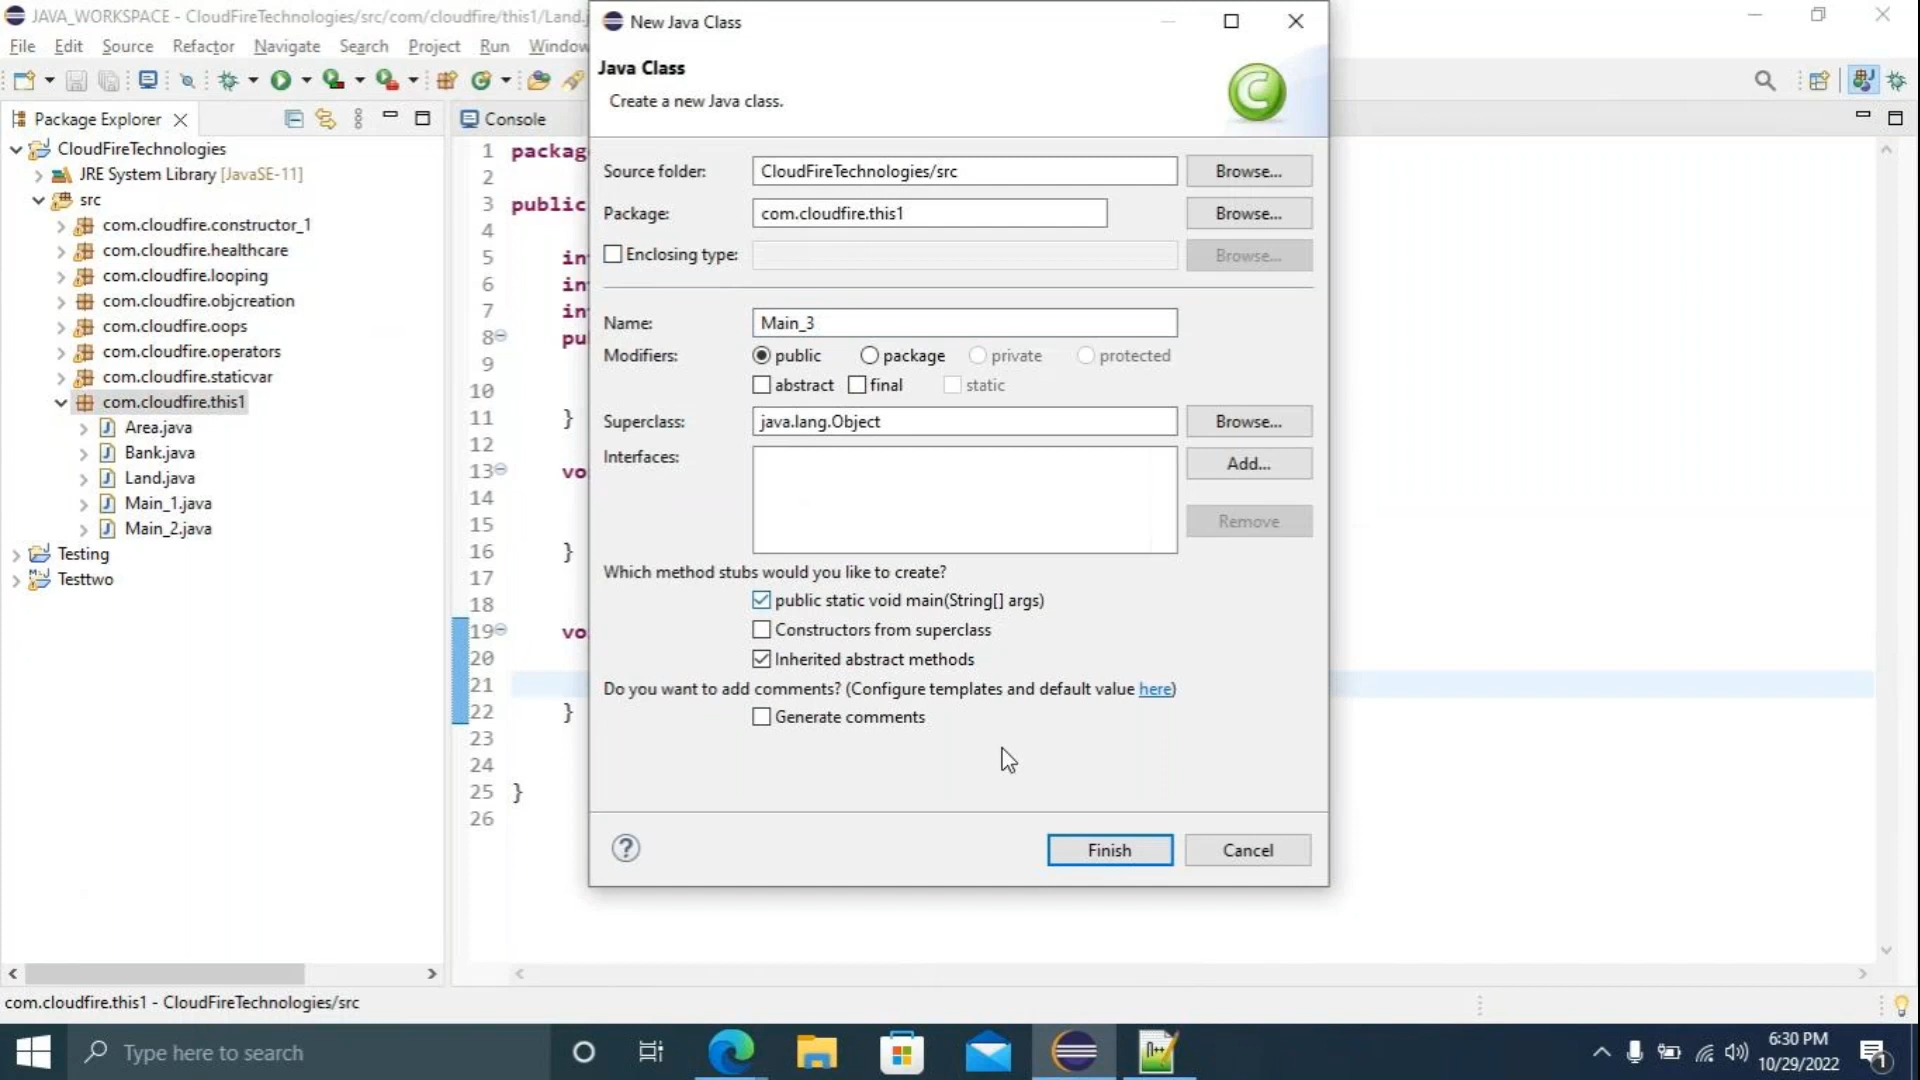 JAVA_WORKSPACE - CloudFireTechnologies/src/com/cloudfire/this1/Land.j
File Edit Source Refactor Navigate Search Project Run Window
Package Explorer
CloudFireTechnologies
JRE System Library [JavaSE-11]
src
com.cloudfire.constructor_1
com.cloudfire.healthcare
com.cloudfire.looping
com.cloudfire.objcreation
com.cloudfire.oops
com.cloudfire.operators
com.cloudfire.staticvar
com.cloudfire.this1
Area.java
Bank.java
Land.java
Main_1.java
Main_2.java
Testing
Testtwo
Console
1 packag
2
3 public
4
5 in
6 in
7 in
8 pu
9
10
11 }
12
13 vo
14
15
16 }
17
18
19 vo
20
21
22 }
23
24
25 }
26
New Java Class
Java Class
Create a new Java class.
Source folder: CloudFireTechnologies/src Browse...
Package: com.cloudfire.this1 Browse...
Enclosing type: Browse...
Name: Main_3
Modifiers: public package private protected
abstract final static
Superclass: java.lang.Object Browse...
Interfaces: Add...
Remove
Which method stubs would you like to create?
public static void main(String[] args)
Constructors from superclass
Inherited abstract methods
Do you want to add comments? (Configure templates and default value here)
Generate comments
? Finish Cancel
com.cloudfire.this1 - CloudFireTechnologies/src
Type here to search
6:30 PM
10/29/2022
1